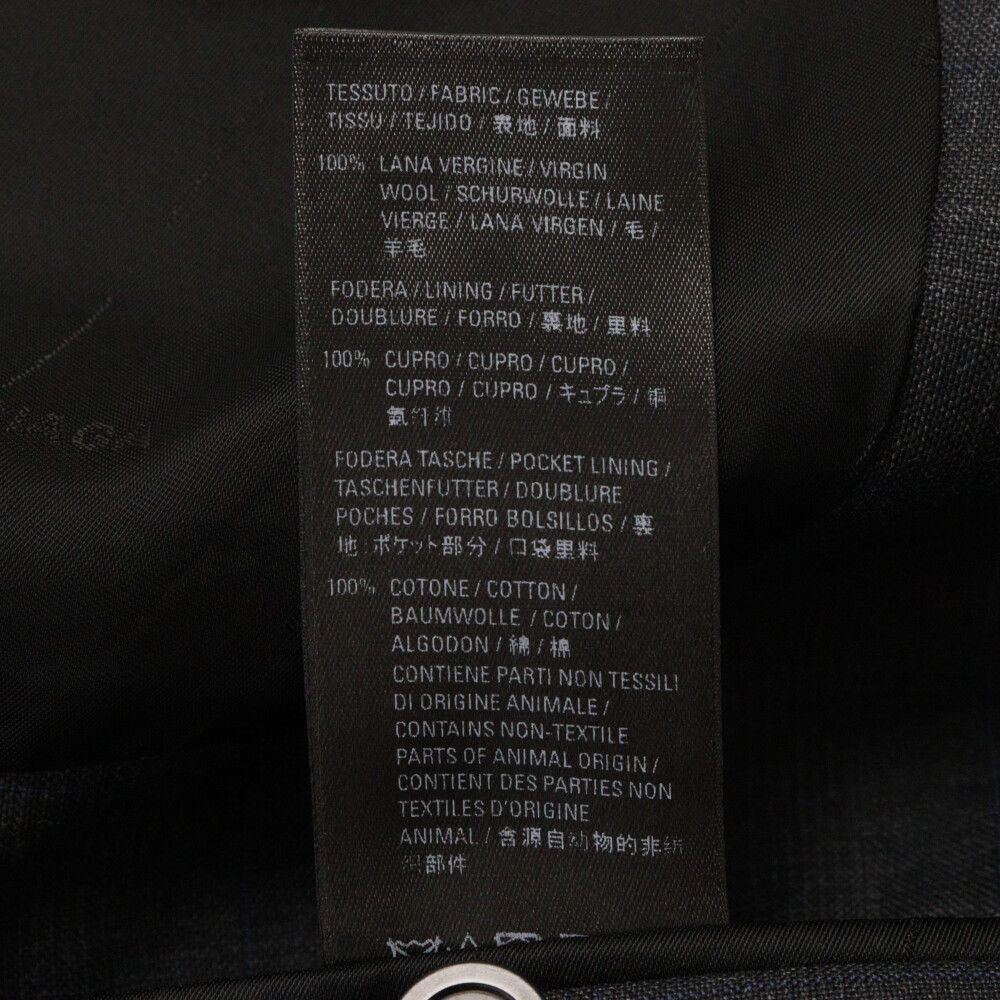 TESSUTO / FABRIC / GEWEBE /
TISSU / TEJIDO / 表地 / 面料
100% LANA VERGINE / VIRGIN
WOOL / SCHURWOLLE / LAINE
VIERGE / LANA VIRGEN / 毛 /
羊毛
FODERA / LINING / FUTTER /
DOUBLURE / FORRO / 裏地 / 里料
100% CUPRO / CUPRO / CUPRO /
CUPRO / CUPRO / キュプラ / 铜
氨纤维
FODERA TASCHE / POCKET LINING /
TASCHENFUTTER / DOUBLURE
POCHES / FORRO BOLSILLOS / 裏
地:ポケット部分 / 口袋里料
100% COTONE / COTTON /
BAUMWOLLE / COTON /
ALGODON / 綿 / 棉
CONTIENE PARTI NON TESSILI
DI ORIGINE ANIMALE /
CONTAINS NON-TEXTILE
PARTS OF ANIMAL ORIGIN /
CONTIENT DES PARTIES NON
TEXTILES D'ORIGINE
ANIMAL / 含源自动物的非纺
织部件